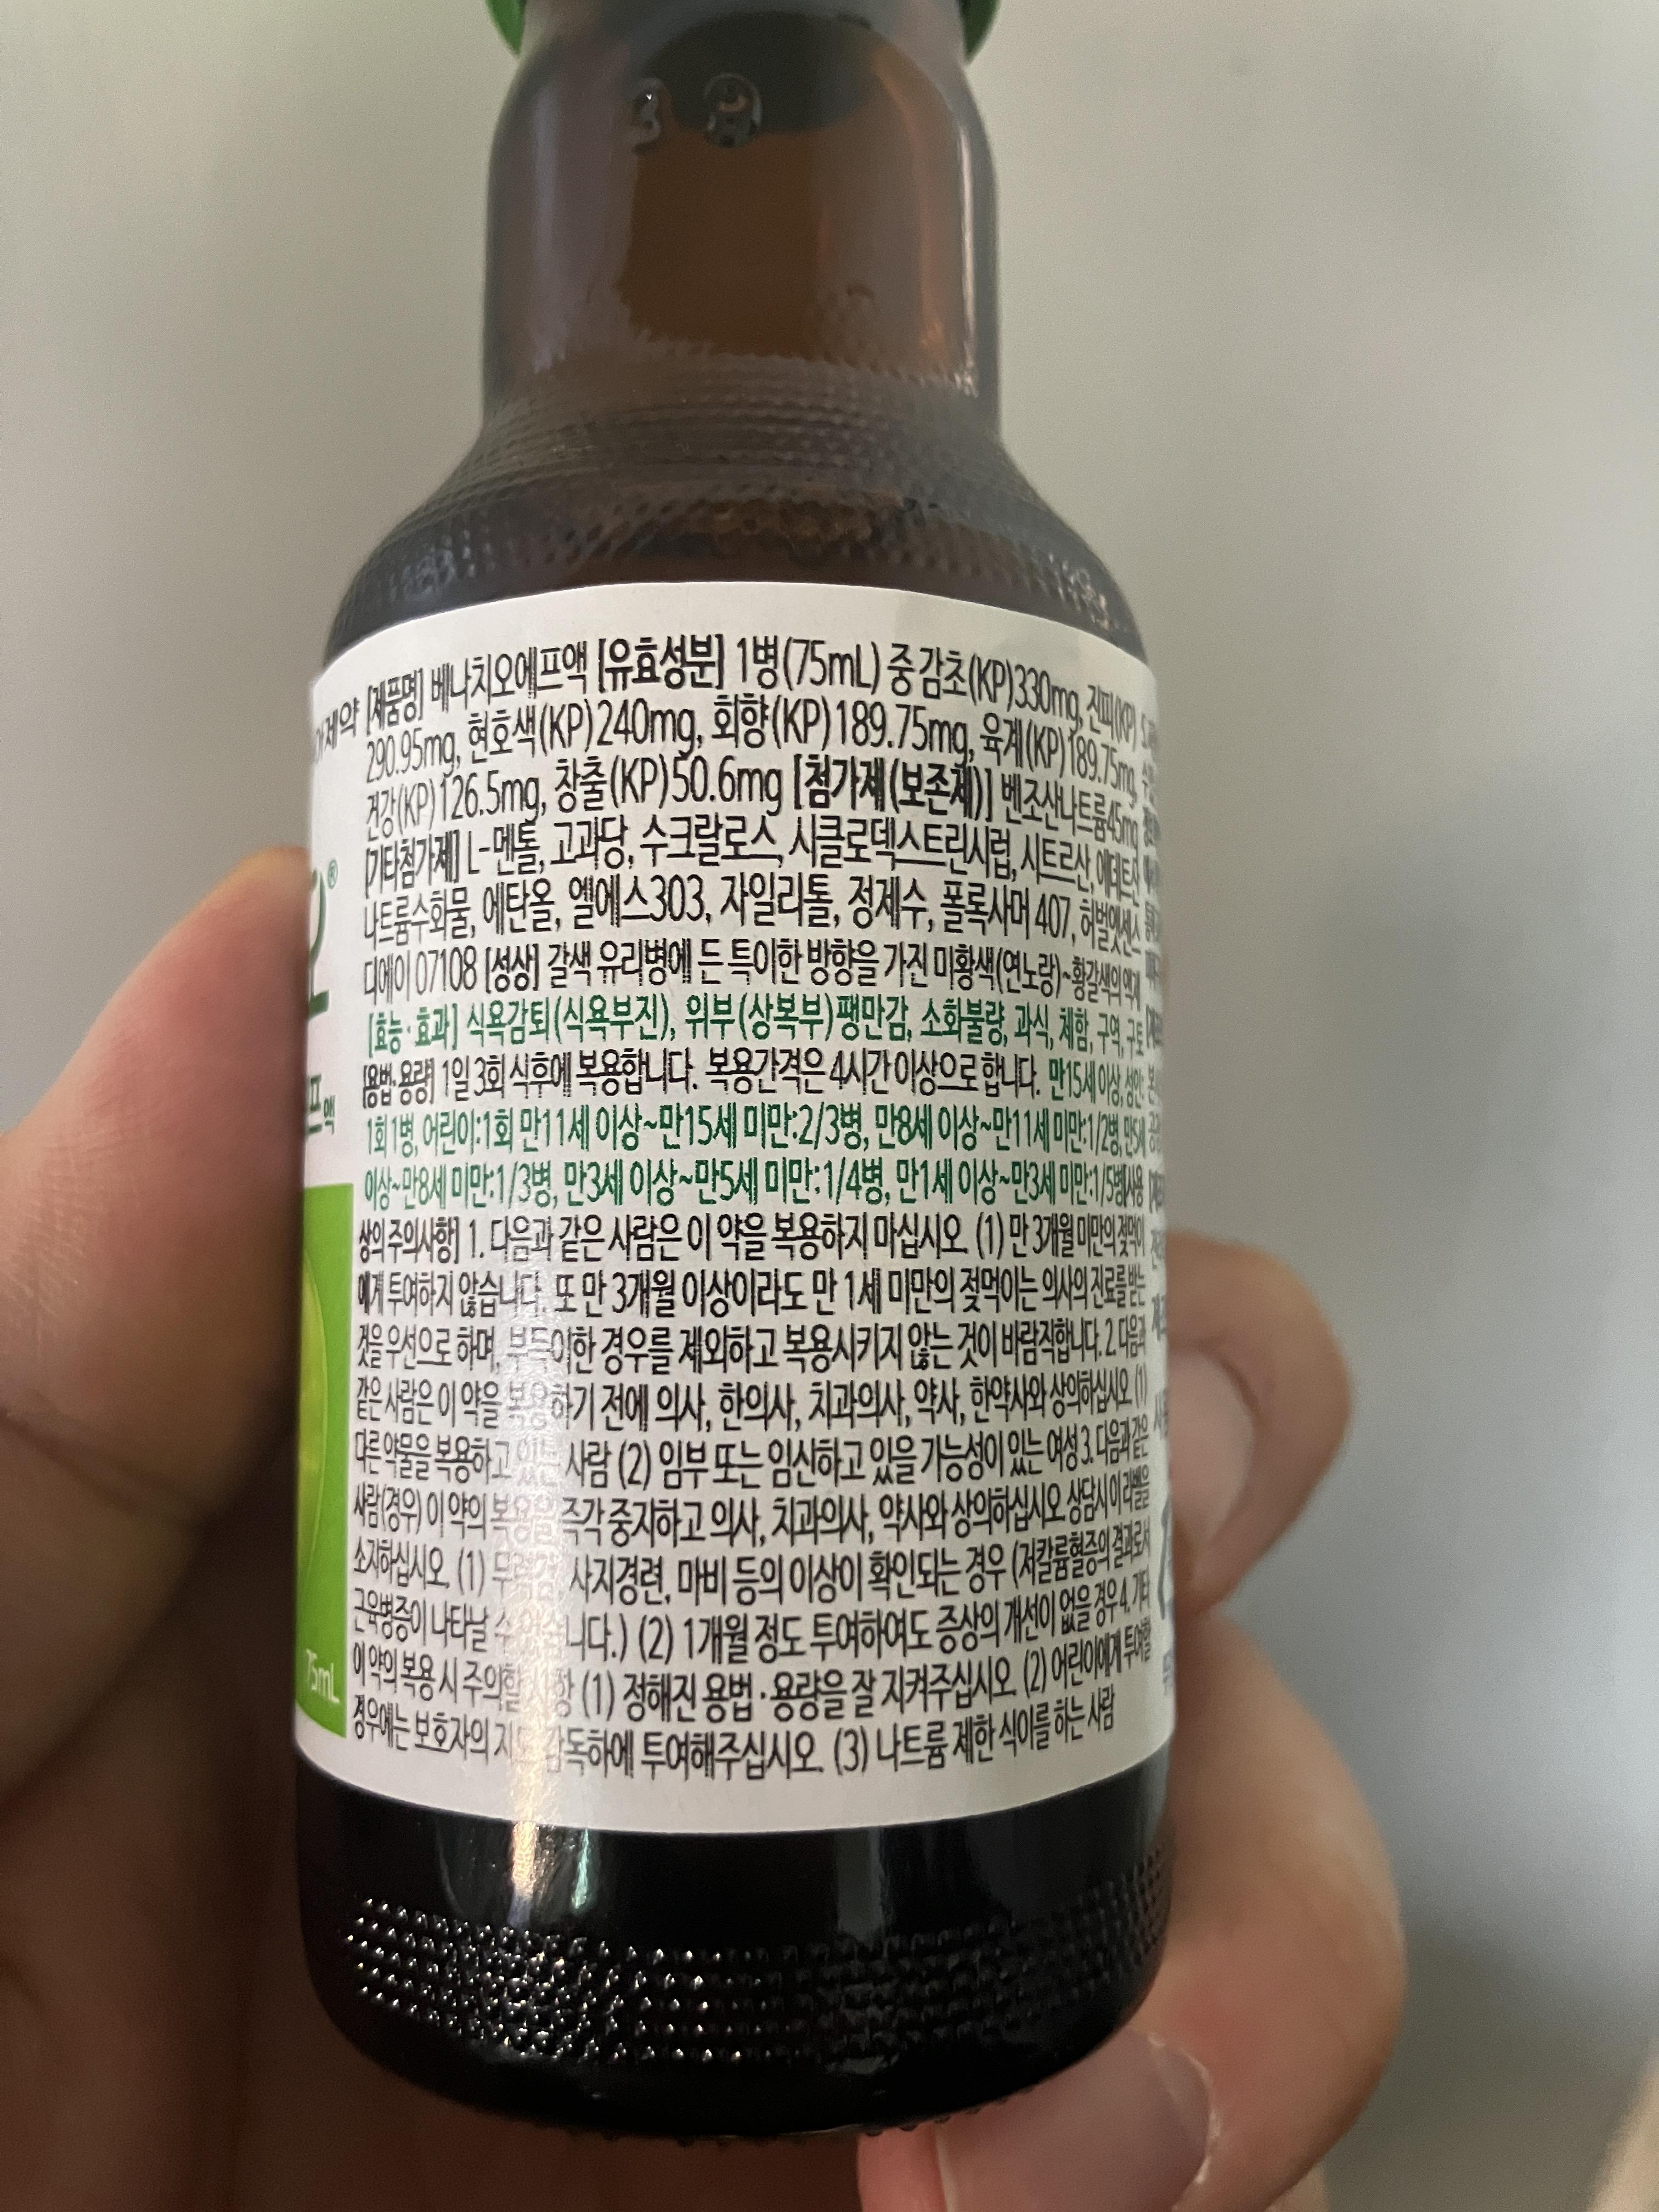 제약
[제품명] 베나치오에프액 [유효성분] 1병(75mL) 중 감초(KP)330mg, 진피(KP)
290.95mg, 현호색(KP)240mg, 회향(KP)189.75mg, 육계(KP)189.75mg,
건강(KP)126.5mg, 창출(KP)50.6mg [첨가제(보존제)] 벤조산나트륨45mg
[기타첨가제] L-멘톨, 고과당, 수크랄로스, 시클로덱스트린시럽, 시트르산, 에데트산
나트륨수화물, 에탄올, 엘에스303, 자일리톨, 정제수, 폴록사머 407, 허벌엣센스
디에이 07108 [성상] 갈색 유리병에 든 특이한 방향을 가진 미황색(연노랑)~황갈색의 액제
[효능·효과] 식욕감퇴(식욕부진), 위부(상복부)팽만감, 소화불량, 과식, 체함, 구역, 구토
[용법·용량] 1일 3회 식후에 복용합니다. 복용간격은 4시간 이상으로 합니다. 만15세 이상, 성인:
1회 1병, 어린이:1회 만11세 이상~만15세 미만:2/3병, 만8세 이상~만11세 미만:1/2병, 만5세
이상~만8세 미만:1/3병, 만3세 이상~만5세 미만:1/4병, 만1세 이상~만3세 미만:1/5병[사용
상의 주의사항] 1. 다음과 같은 사람은 이 약을 복용하지 마십시오. (1) 만 3개월 미만의 젖먹이
에게 투여하지 않습니다. 또 만 3개월 이상이라도 만 1세 미만의 젖먹이는 의사의 진료를 받는
것을 우선으로 하며, 부득이한 경우를 제외하고 복용시키지 않는 것이 바람직합니다. 2. 다음과
같은 사람은 이 약을 복용하기 전에 의사, 한의사, 치과의사, 약사, 한약사와 상의하십시오. (1)
다른 약물을 복용하고 있는 사람 (2) 임부 또는 임신하고 있을 가능성이 있는 여성 3. 다음과 같은
사람(경우) 이 약의 복용을 즉각 중지하고 의사, 치과의사, 약사와 상의하십시오. 상담시 이 라벨을
소지하십시오. (1) 무력감, 사지경련, 마비 등의 이상이 확인되는 경우 (저칼륨혈증의 결과로서
근육병증이 나타날 수 있습니다.) (2) 1개월 정도 투여하여도 증상의 개선이 없을 경우 4. 기타
이 약의 복용 시 주의할 사항 (1) 정해진 용법·용량을 잘 지켜주십시오. (2) 어린이에게 투여할
경우에는 보호자의 지도 감독하에 투여해주십시오. (3) 나트륨 제한 식이를 하는 사람
프액
75mL